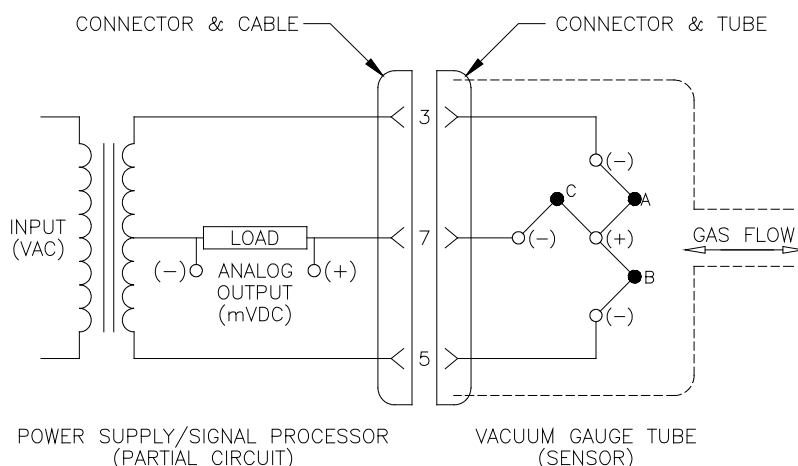 CONNECTOR & CABLE
CONNECTOR & TUBE
3
(-)
C
A
INPUT
(VAC)
LOAD
7
(-)
(+)
GAS FLOW
(-)
ANALOG
OUTPUT
(mVDC)
(+)
B
(-)
5
POWER SUPPLY/SIGNAL PROCESSOR
(PARTIAL CIRCUIT)
VACUUM GAUGE TUBE
(SENSOR)